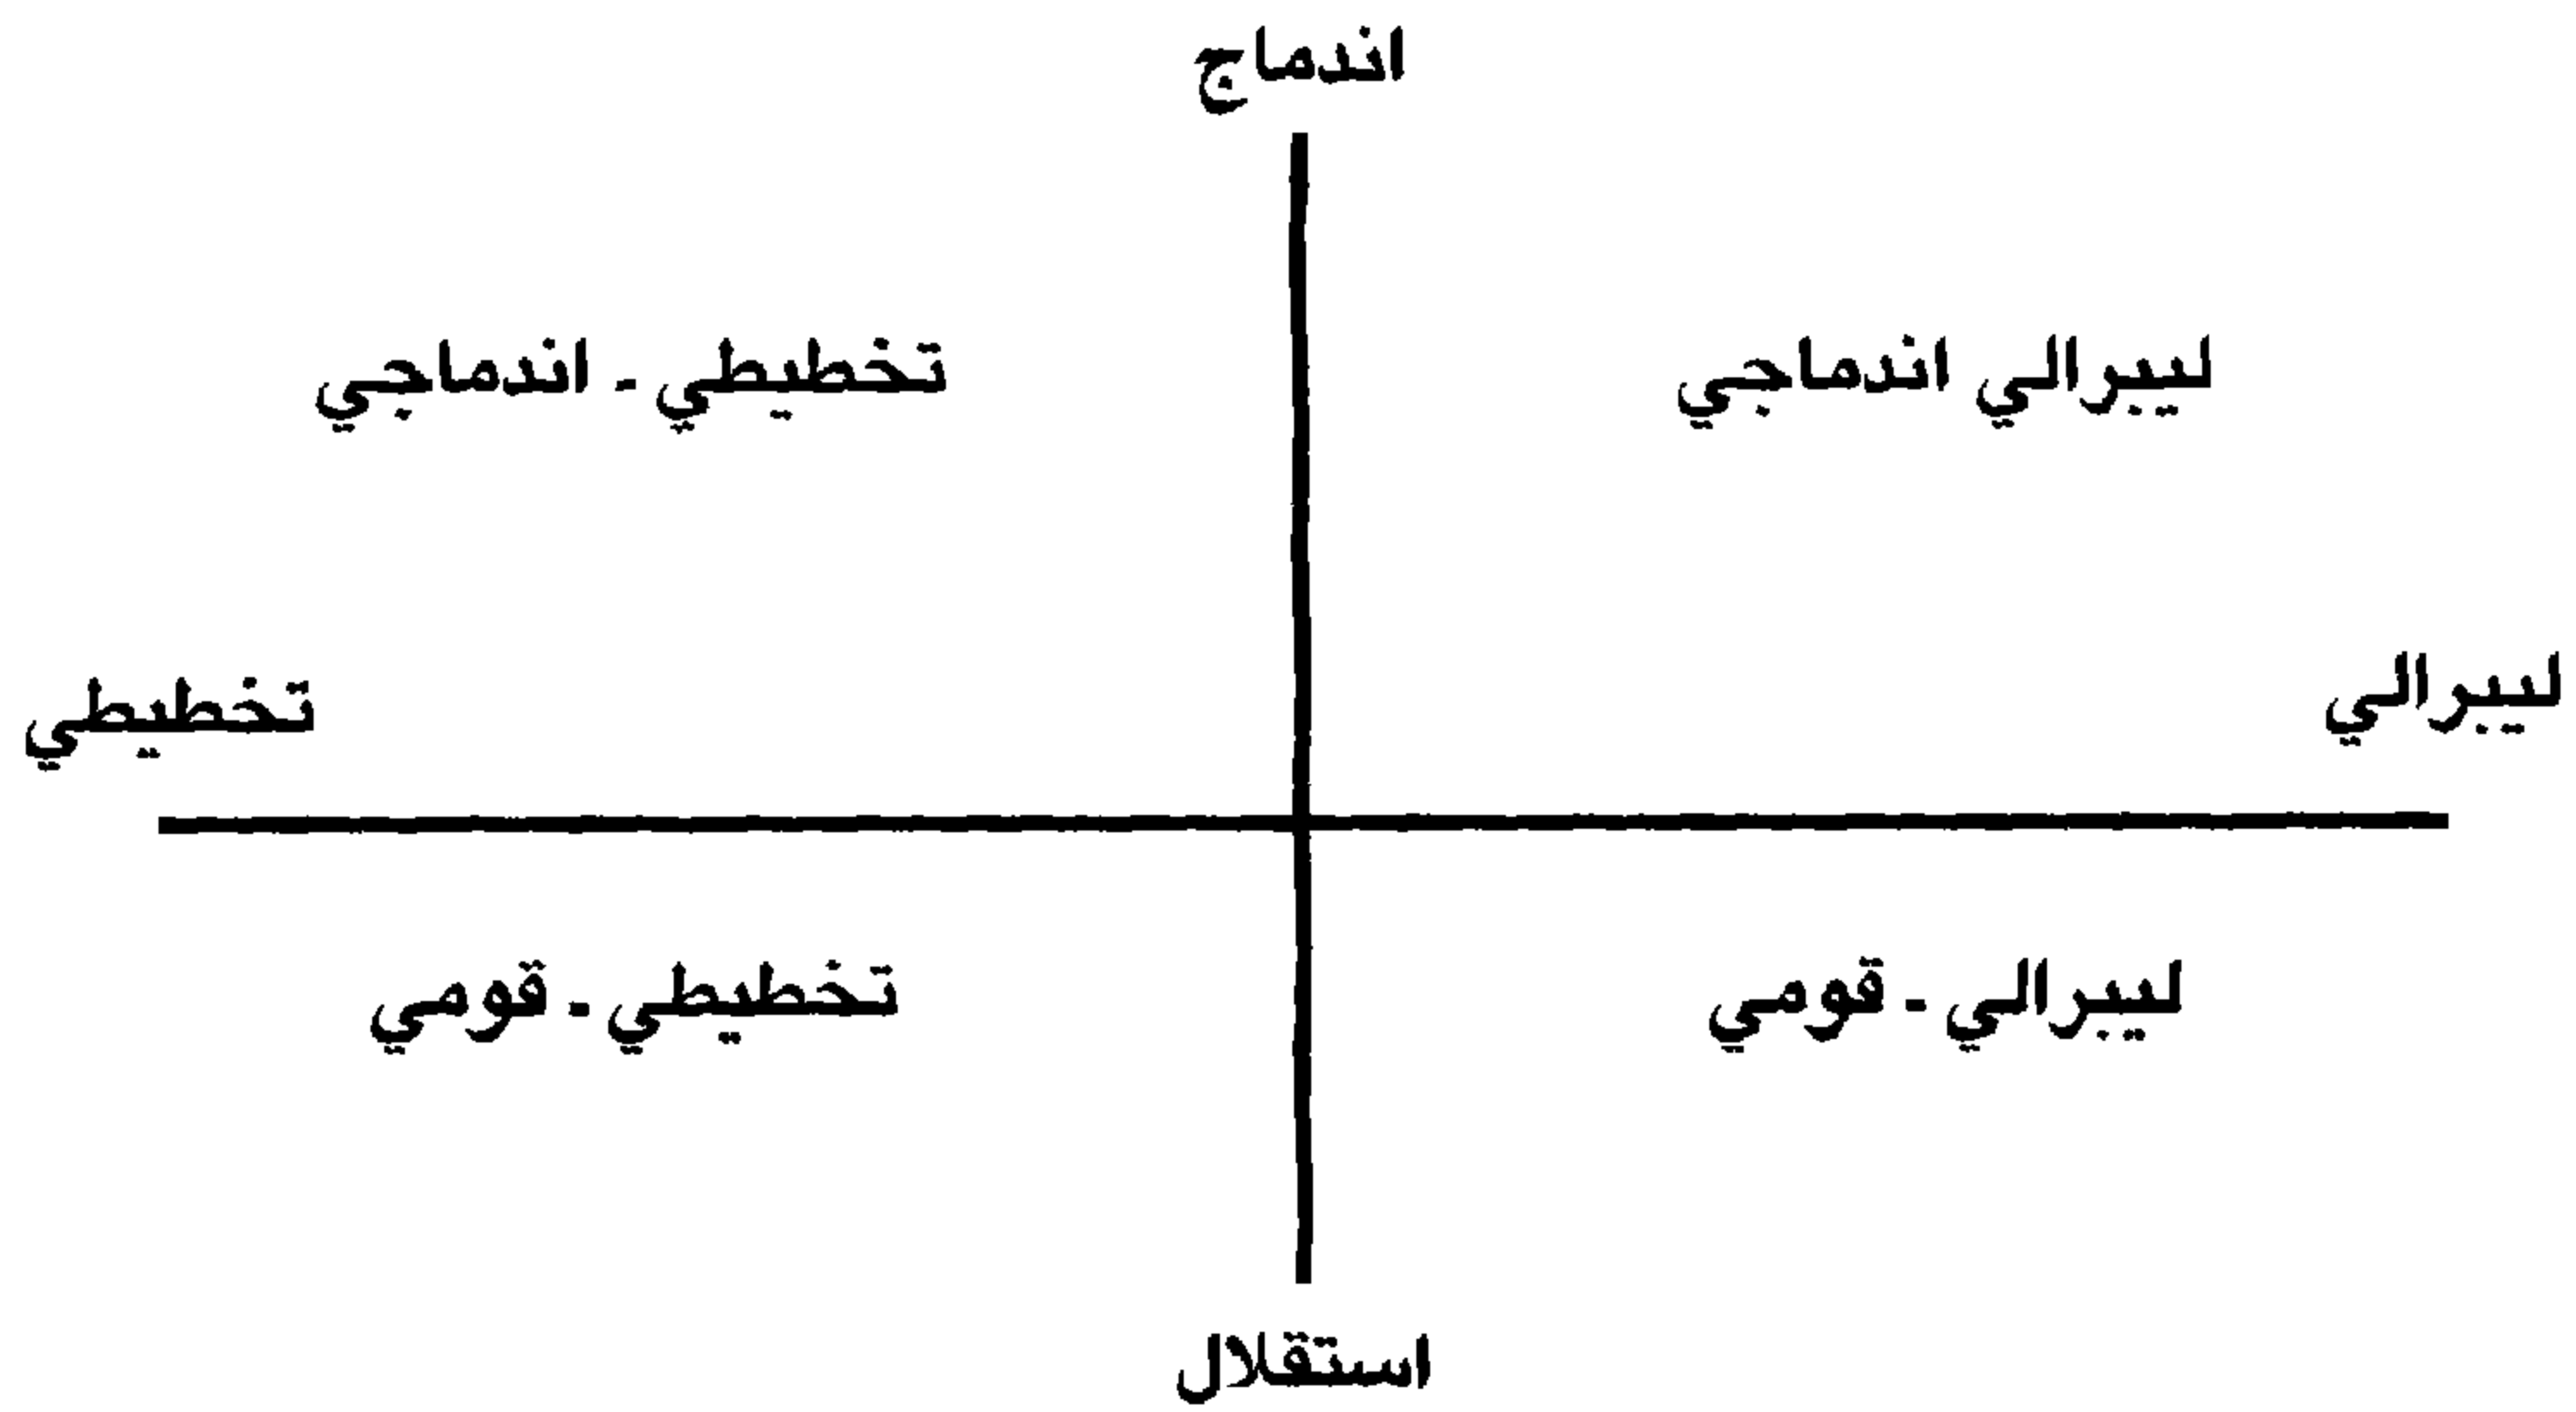 اندماج
ليبرالي اندماجي
تخطيطي - اندماجي
ليبرالي
تخطيطي
ليبرالي - قومي
تخطيطي - قومي
استقلال